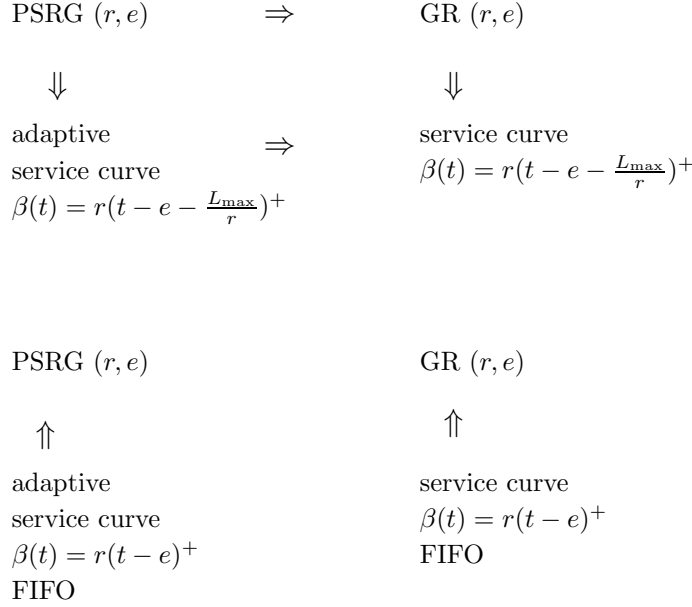 PSRG (r, e) ⇒ GR (r, e)
⇓ ⇓
adaptive
service curve ⇒ service curve
β(t) = r(t − e − L_max/r)^+ β(t) = r(t − e − L_max/r)^+
PSRG (r, e) GR (r, e)
⇑ ⇑
adaptive service curve
service curve β(t) = r(t − e)^+
β(t) = r(t − e)^+ FIFO
FIFO